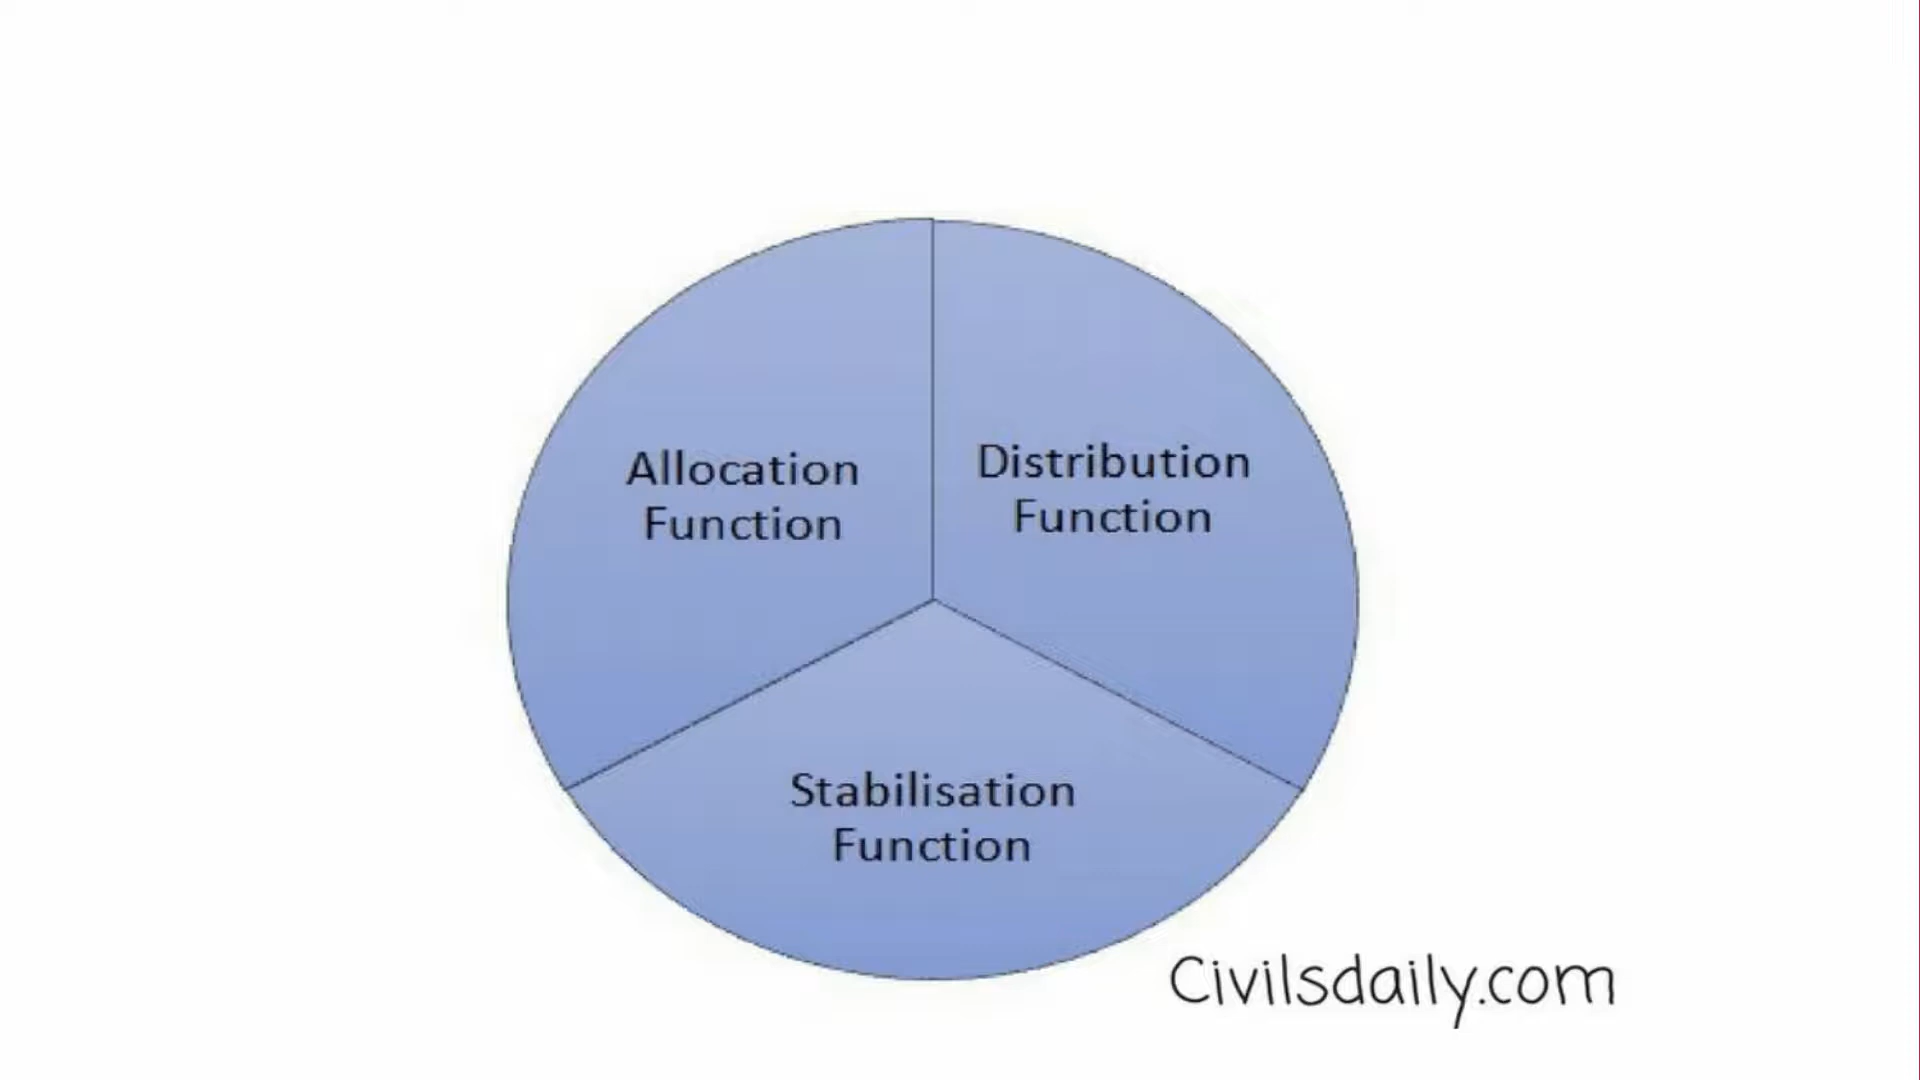 Allocation
Function
Distribution
Function
Stabilisation
Function
Civilsdaily.com